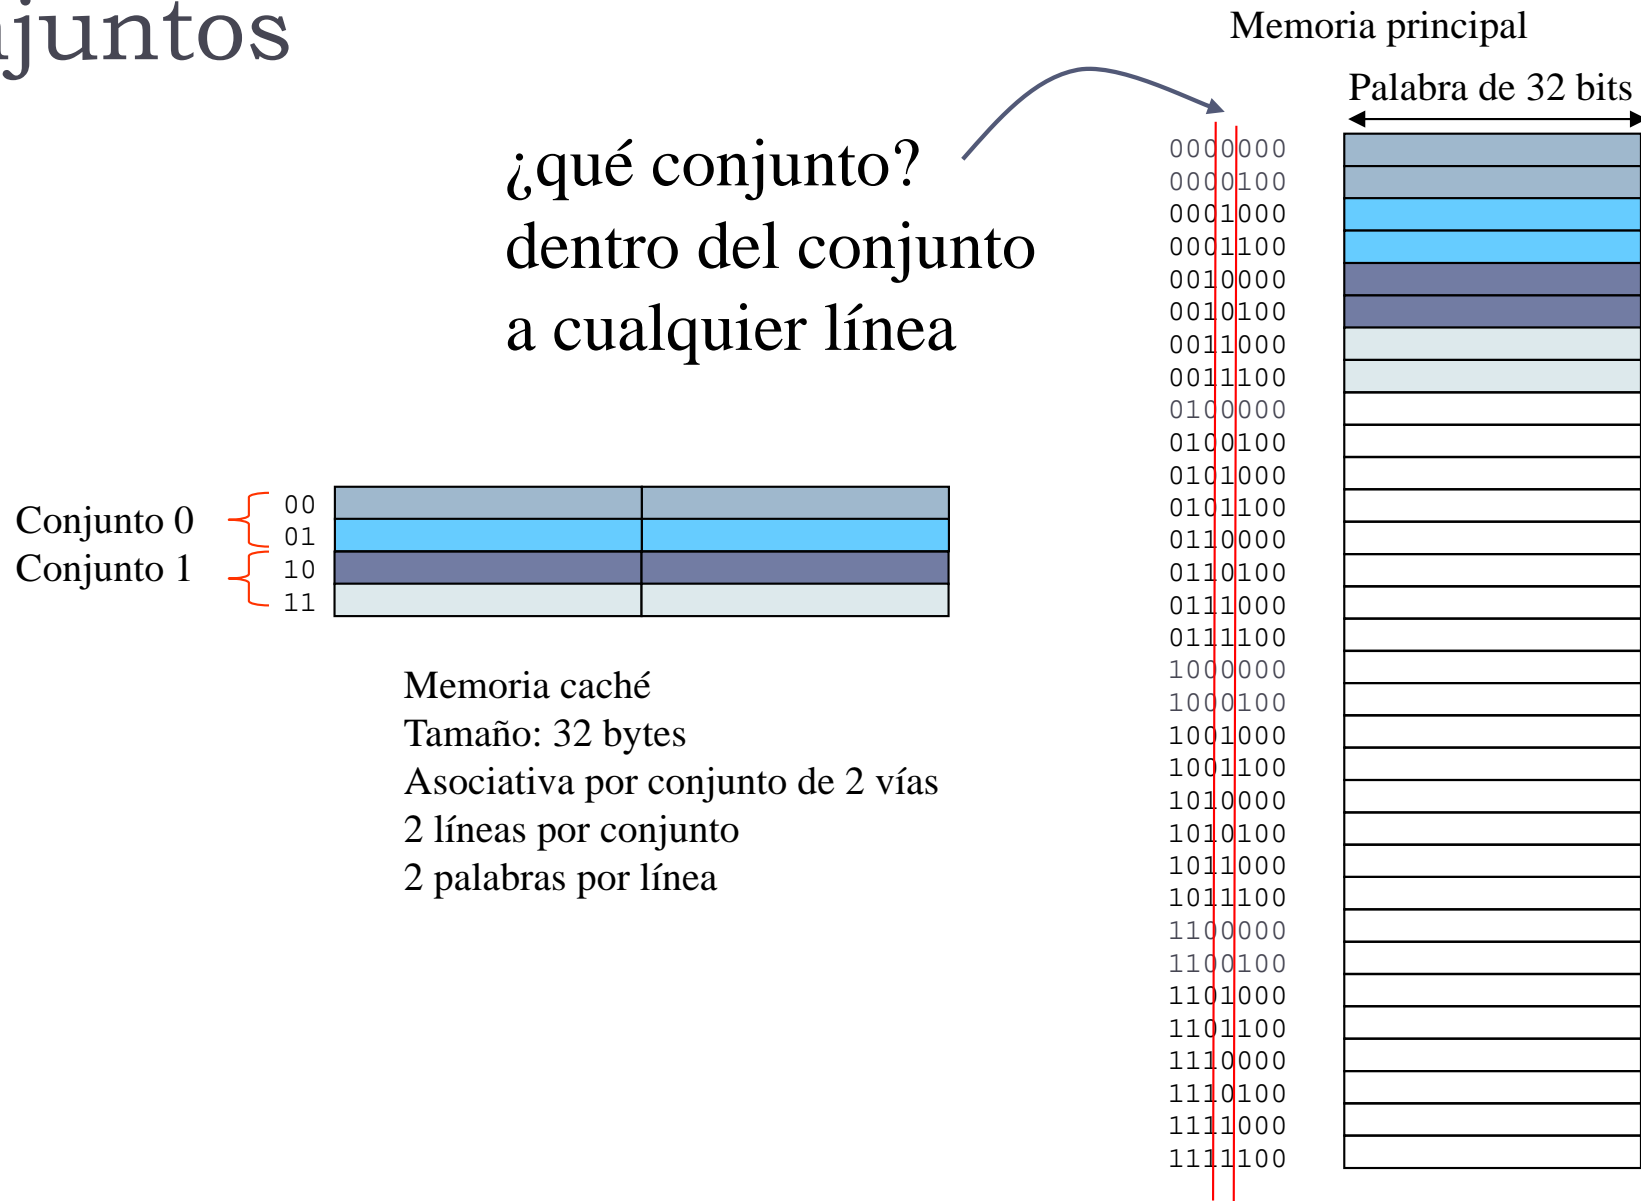 njuntos
Memoria principal
Palabra de 32 bits
¿qué conjunto?
dentro del conjunto
a cualquier línea
0000000
0000100
0001000
0001100
0010000
0010100
0011000
0011100
0100000
0100100
0101000
0101100
0110000
0110100
0111000
0111100
1000000
1000100
1001000
1001100
1010000
1010100
1011000
1011100
1100000
1100100
1101000
1101100
1110000
1110100
1111000
1111100
Conjunto 0
Conjunto 1
00
01
10
11
Memoria caché
Tamaño: 32 bytes
Asociativa por conjunto de 2 vías
2 líneas por conjunto
2 palabras por línea